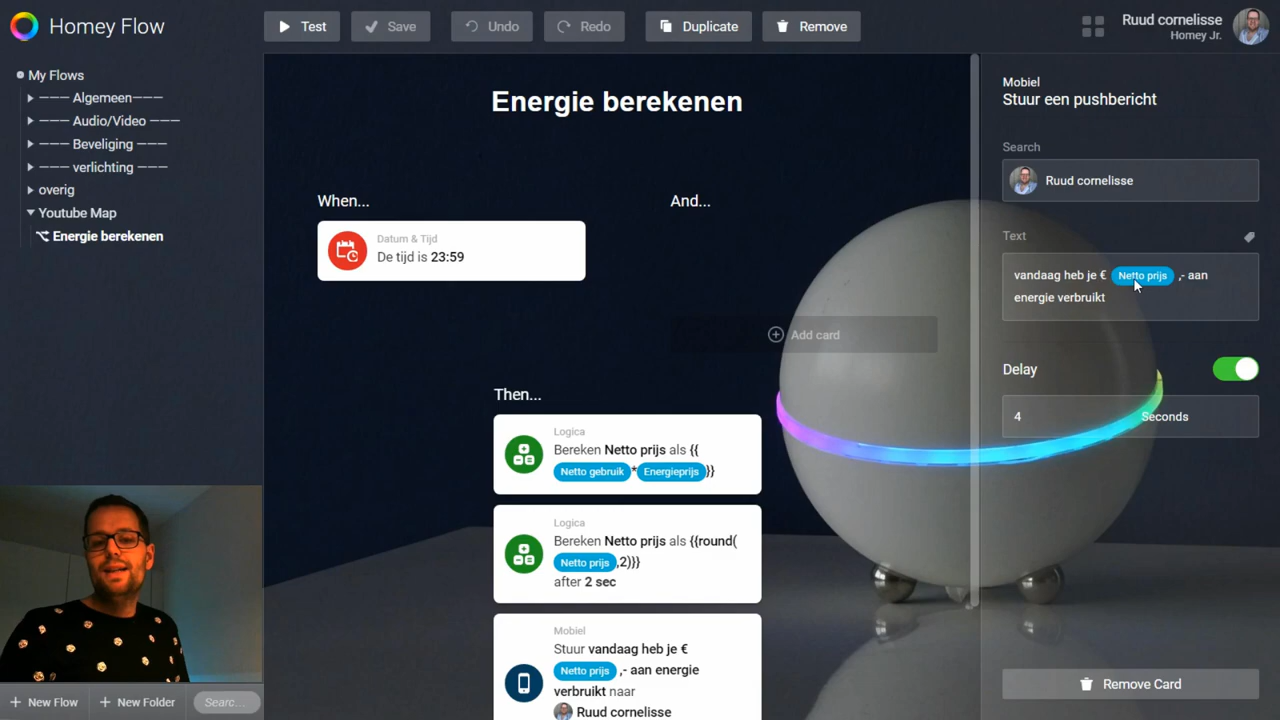 Homey Flow
Test
Save
Undo
Redo
Duplicate
Remove
Ruud cornelisse
Homey Jr.
My Flows
─── Algemeen───
─── Audio/Video ───
─── Beveliging ───
─── verlichting ───
overig
Youtube Map
Energie berekenen
New Flow
New Folder
Searc...
Energie berekenen
When...
Datum & Tijd
De tijd is 23:59
And...
Add card
Then...
Logica
Bereken Netto prijs als {{
Netto gebruik * Energieprijs }}
Logica
Bereken Netto prijs als {{round(
Netto prijs ,2)}}
after 2 sec
Mobiel
Stuur vandaag heb je €
Netto prijs ,- aan energie
verbruikt naar
Ruud cornelisse
Mobiel
Stuur een pushbericht
Search
Ruud cornelisse
Text
vandaag heb je € Netto prijs ,- aan
energie verbruikt
Delay
4 Seconds
Remove Card